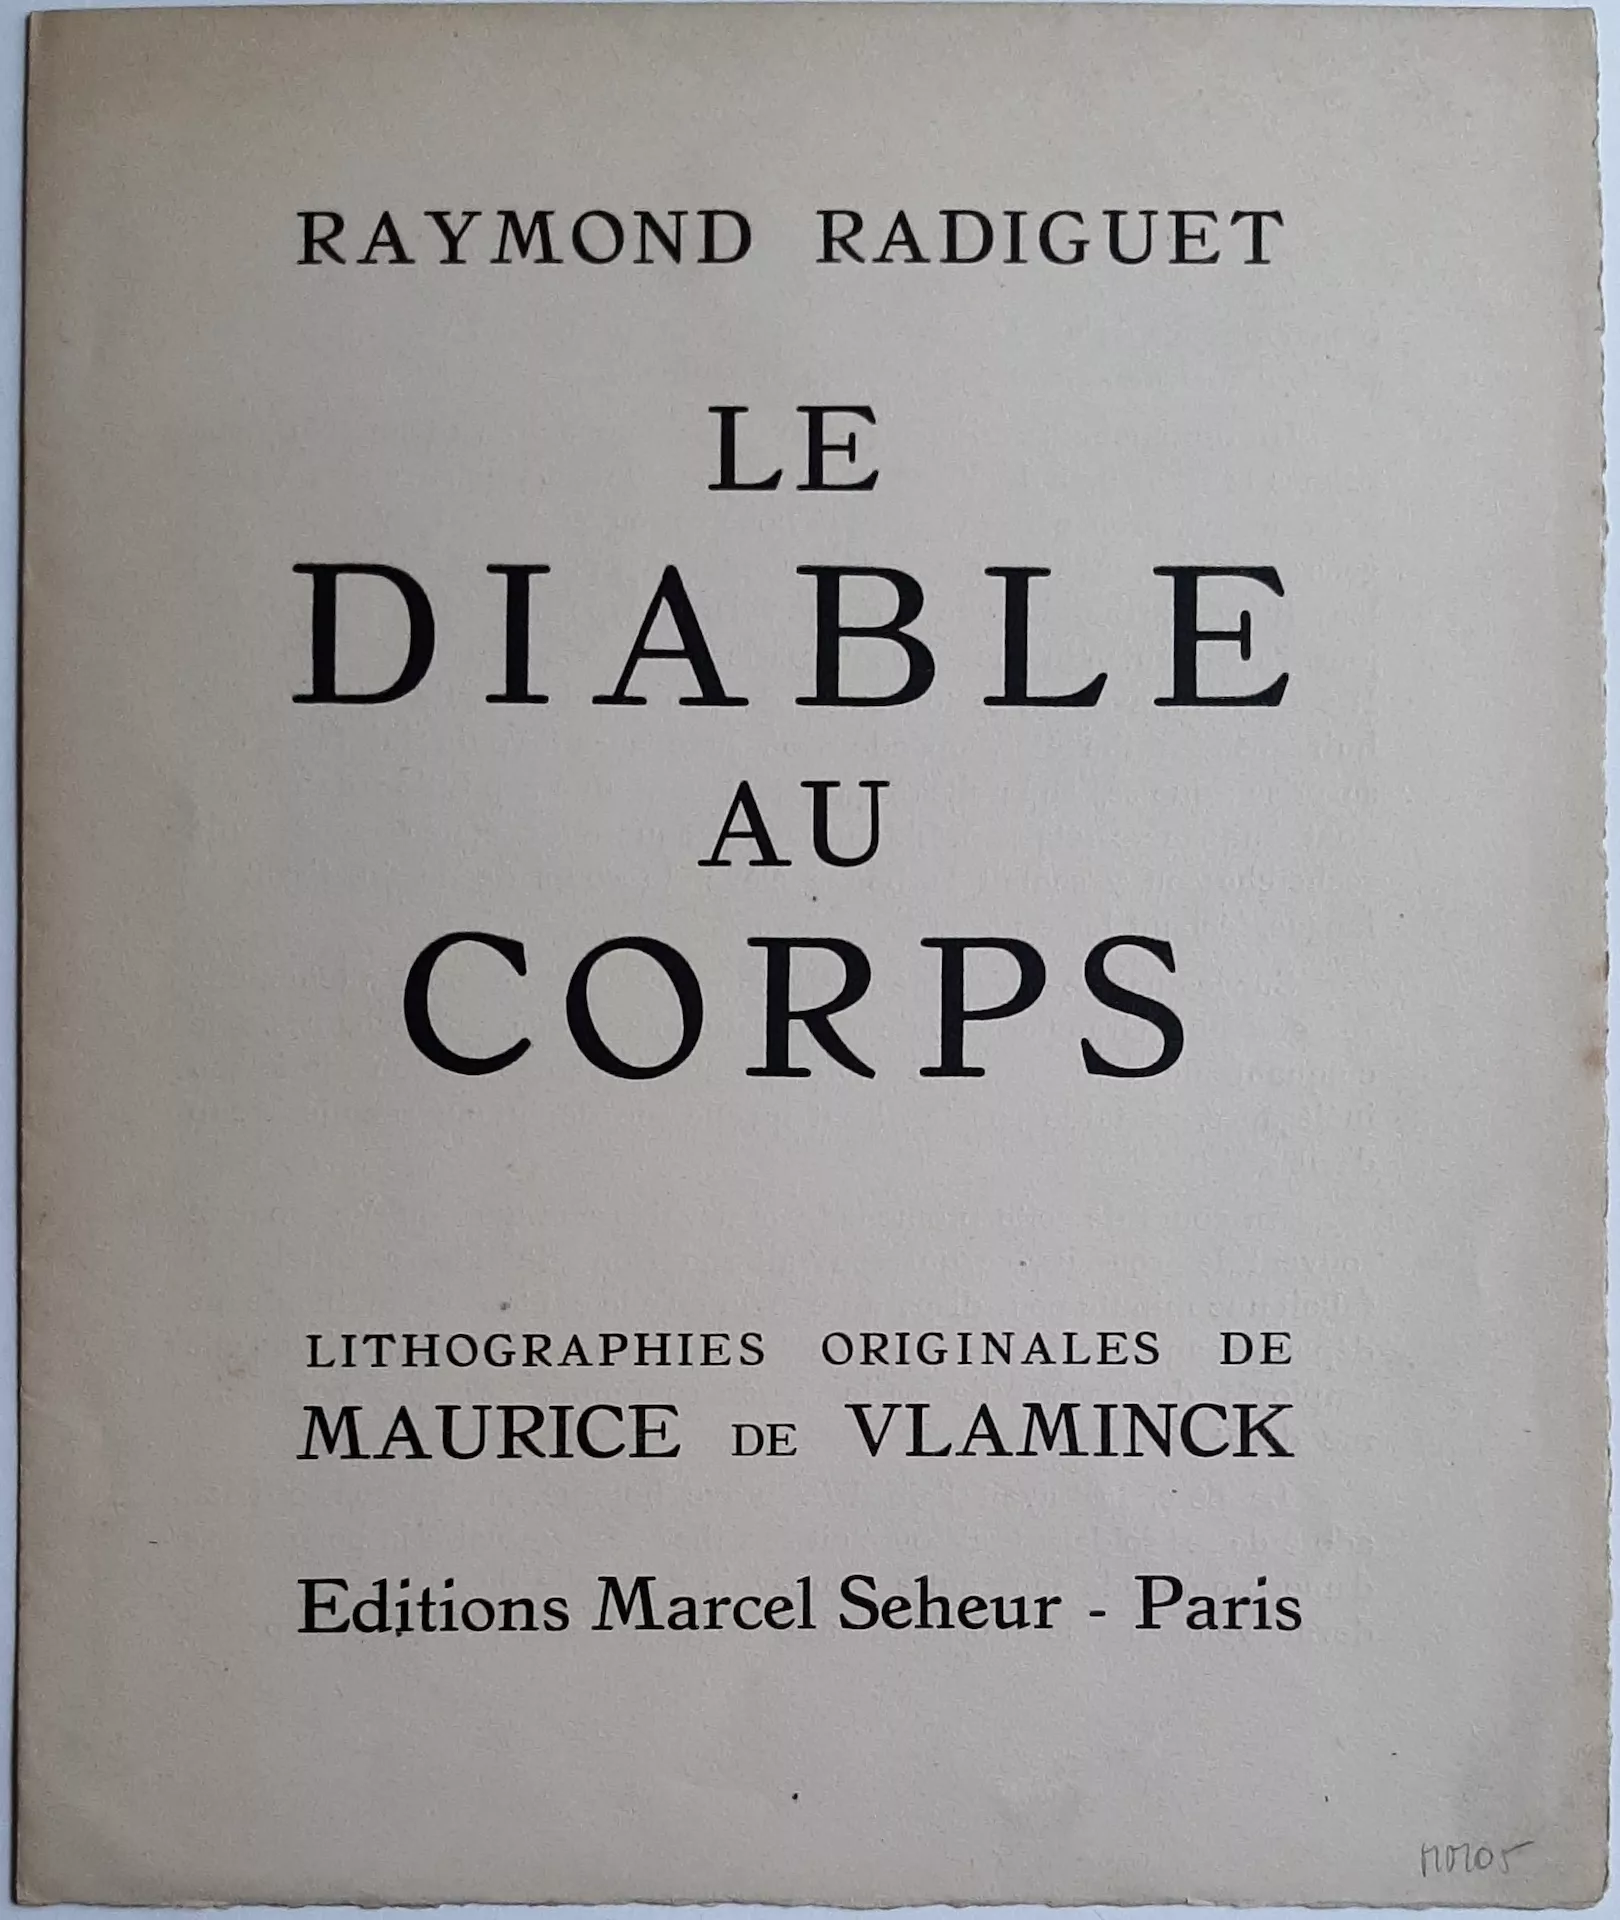 RAYMOND RADIGUET
LE
DIABLE
AU
CORPS
LITHOGRAPHIES ORIGINALES DE
MAURICE DE VLAMINCK
Editions Marcel Seheur - Paris